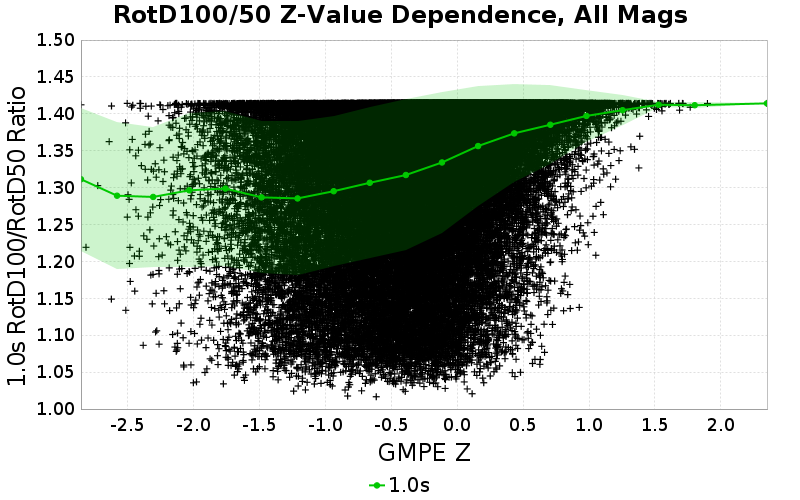 RotD100/50 Z-Value Dependence, All Mags
1.0s RotD100/RotD50 Ratio
1.50
1.45
1.40
1.35
1.30
1.25
1.20
1.15
1.10
1.05
1.00
-2.5 -2.0 -1.5 -1.0 -0.5 0.0 0.5 1.0 1.5 2.0
GMPE Z
1.0s